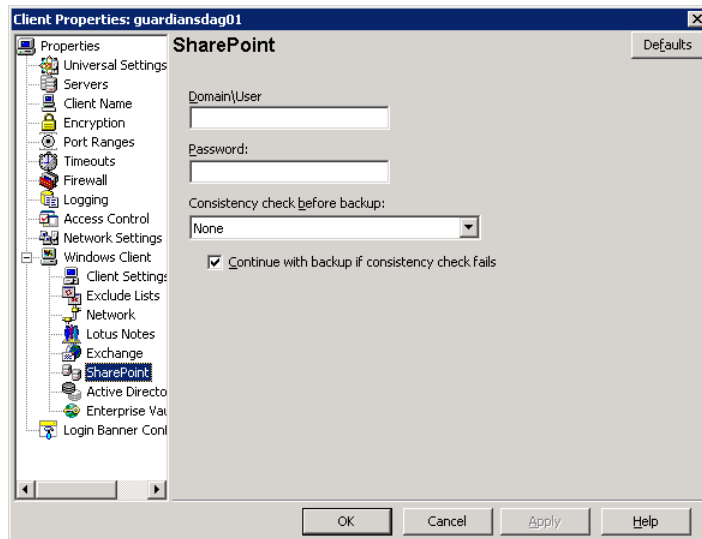 Client Properties: guardiansdag01
Properties
Universal Settings
Servers
Client Name
Encryption
Port Ranges
Timeouts
Firewall
Logging
Access Control
Network Settings
Windows Client
Client Settings
Exclude Lists
Network
Lotus Notes
Exchange
SharePoint
Active Directo
Enterprise Vau
Login Banner Conf
SharePoint
Defaults
Domain\User
Password:
Consistency check before backup:
None
Continue with backup if consistency check fails
OK
Cancel
Apply
Help